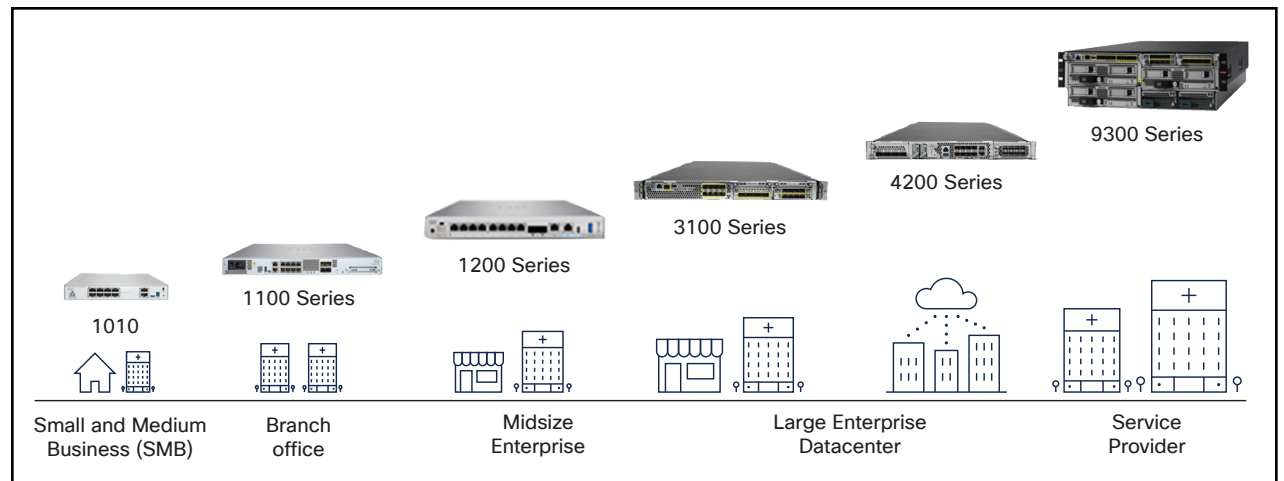 9300 Series
4200 Series
3100 Series
1200 Series
1100 Series
1010
Small and Medium
Business (SMB)
Branch
office
Midsize
Enterprise
Large Enterprise
Datacenter
Service
Provider